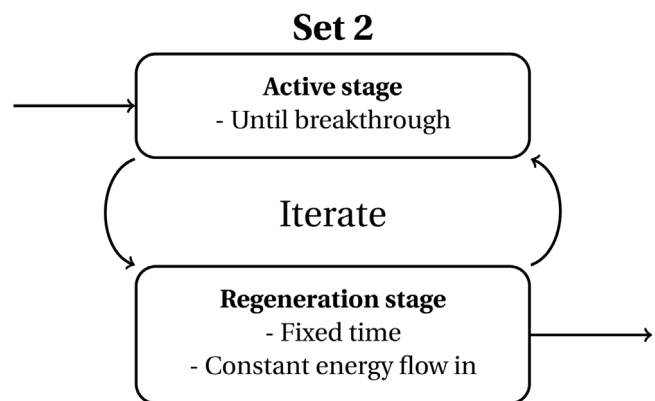 Set 2
Active stage
- Until breakthrough
Iterate
Regeneration stage
- Fixed time
- Constant energy flow in